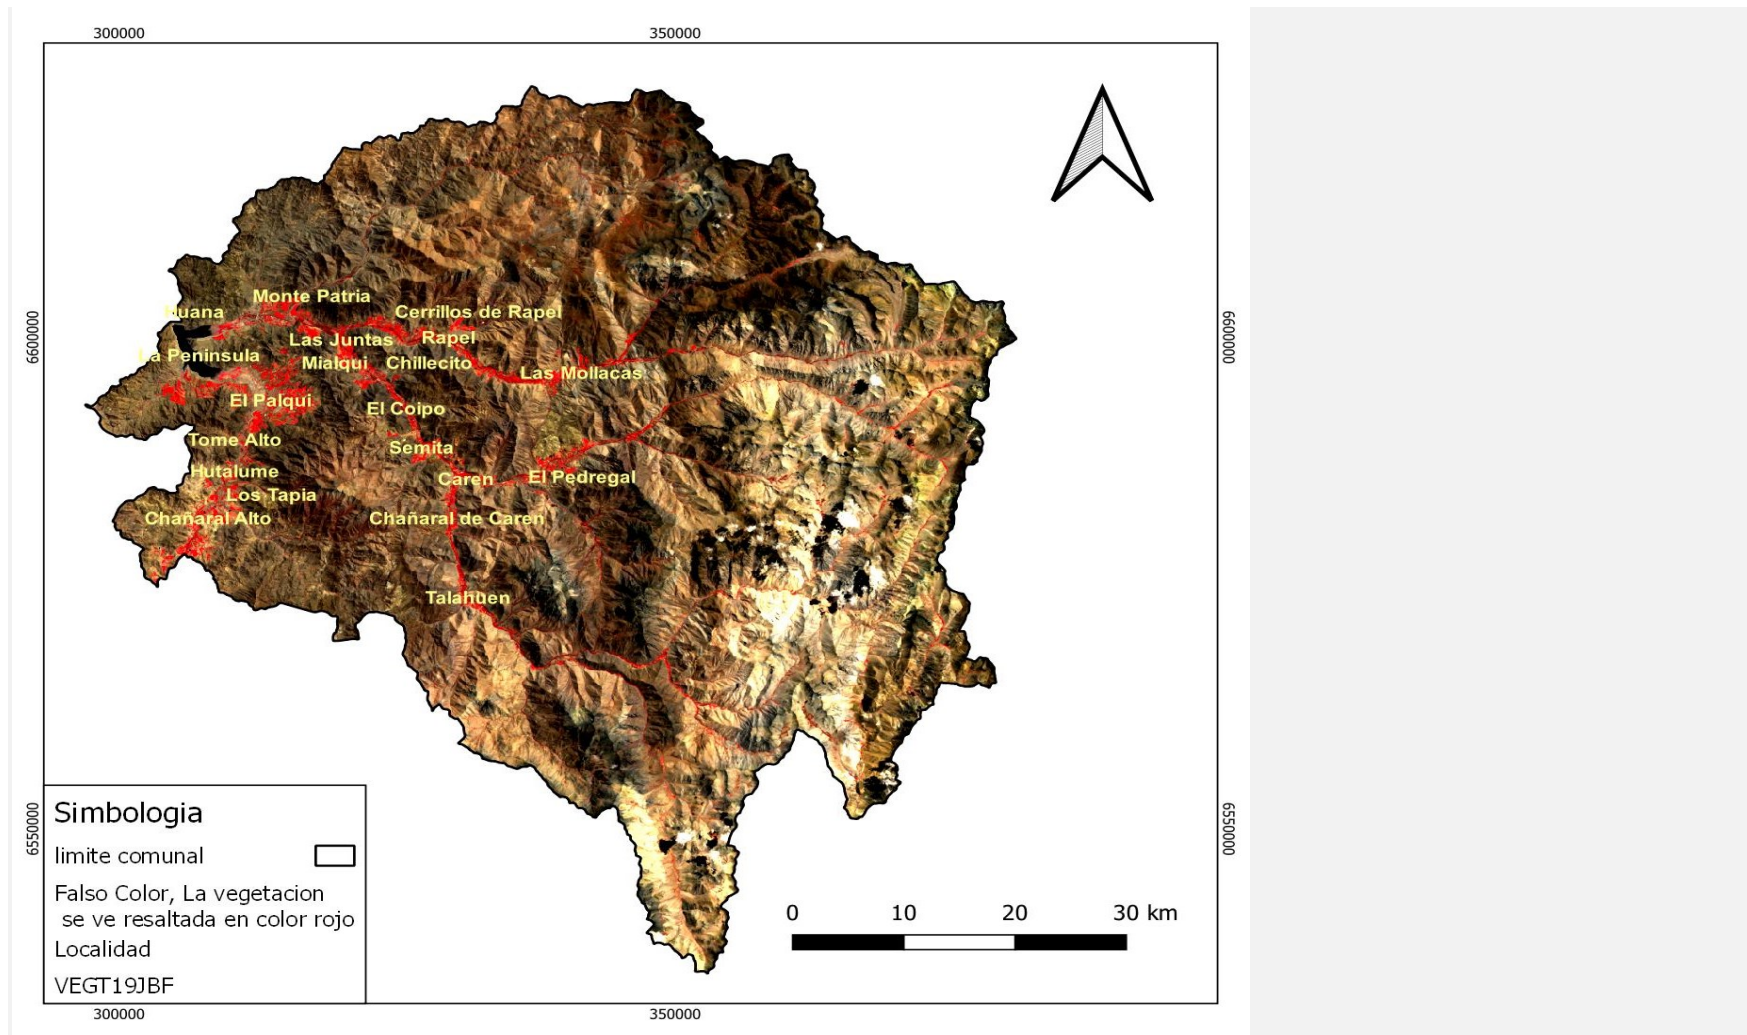 300000
350000
Monte Patria
Huana
Cerrillos de Rapel
Las Juntas
Rapel
La Peninsula
Mialqui
Chillecito
Las Mollacas
El Palqui
El Coipo
Tome Alto
Semita
Hutalume
Caren
El Pedregal
Los Tapia
Chañaral Alto
Chañaral de Caren
Talahuen
6600000
6600000
6550000
6550000
Simbologia
limite comunal
Falso Color, La vegetacion
se ve resaltada en color rojo
Localidad
VEGT19JBF
0 10 20 30 km
300000
350000